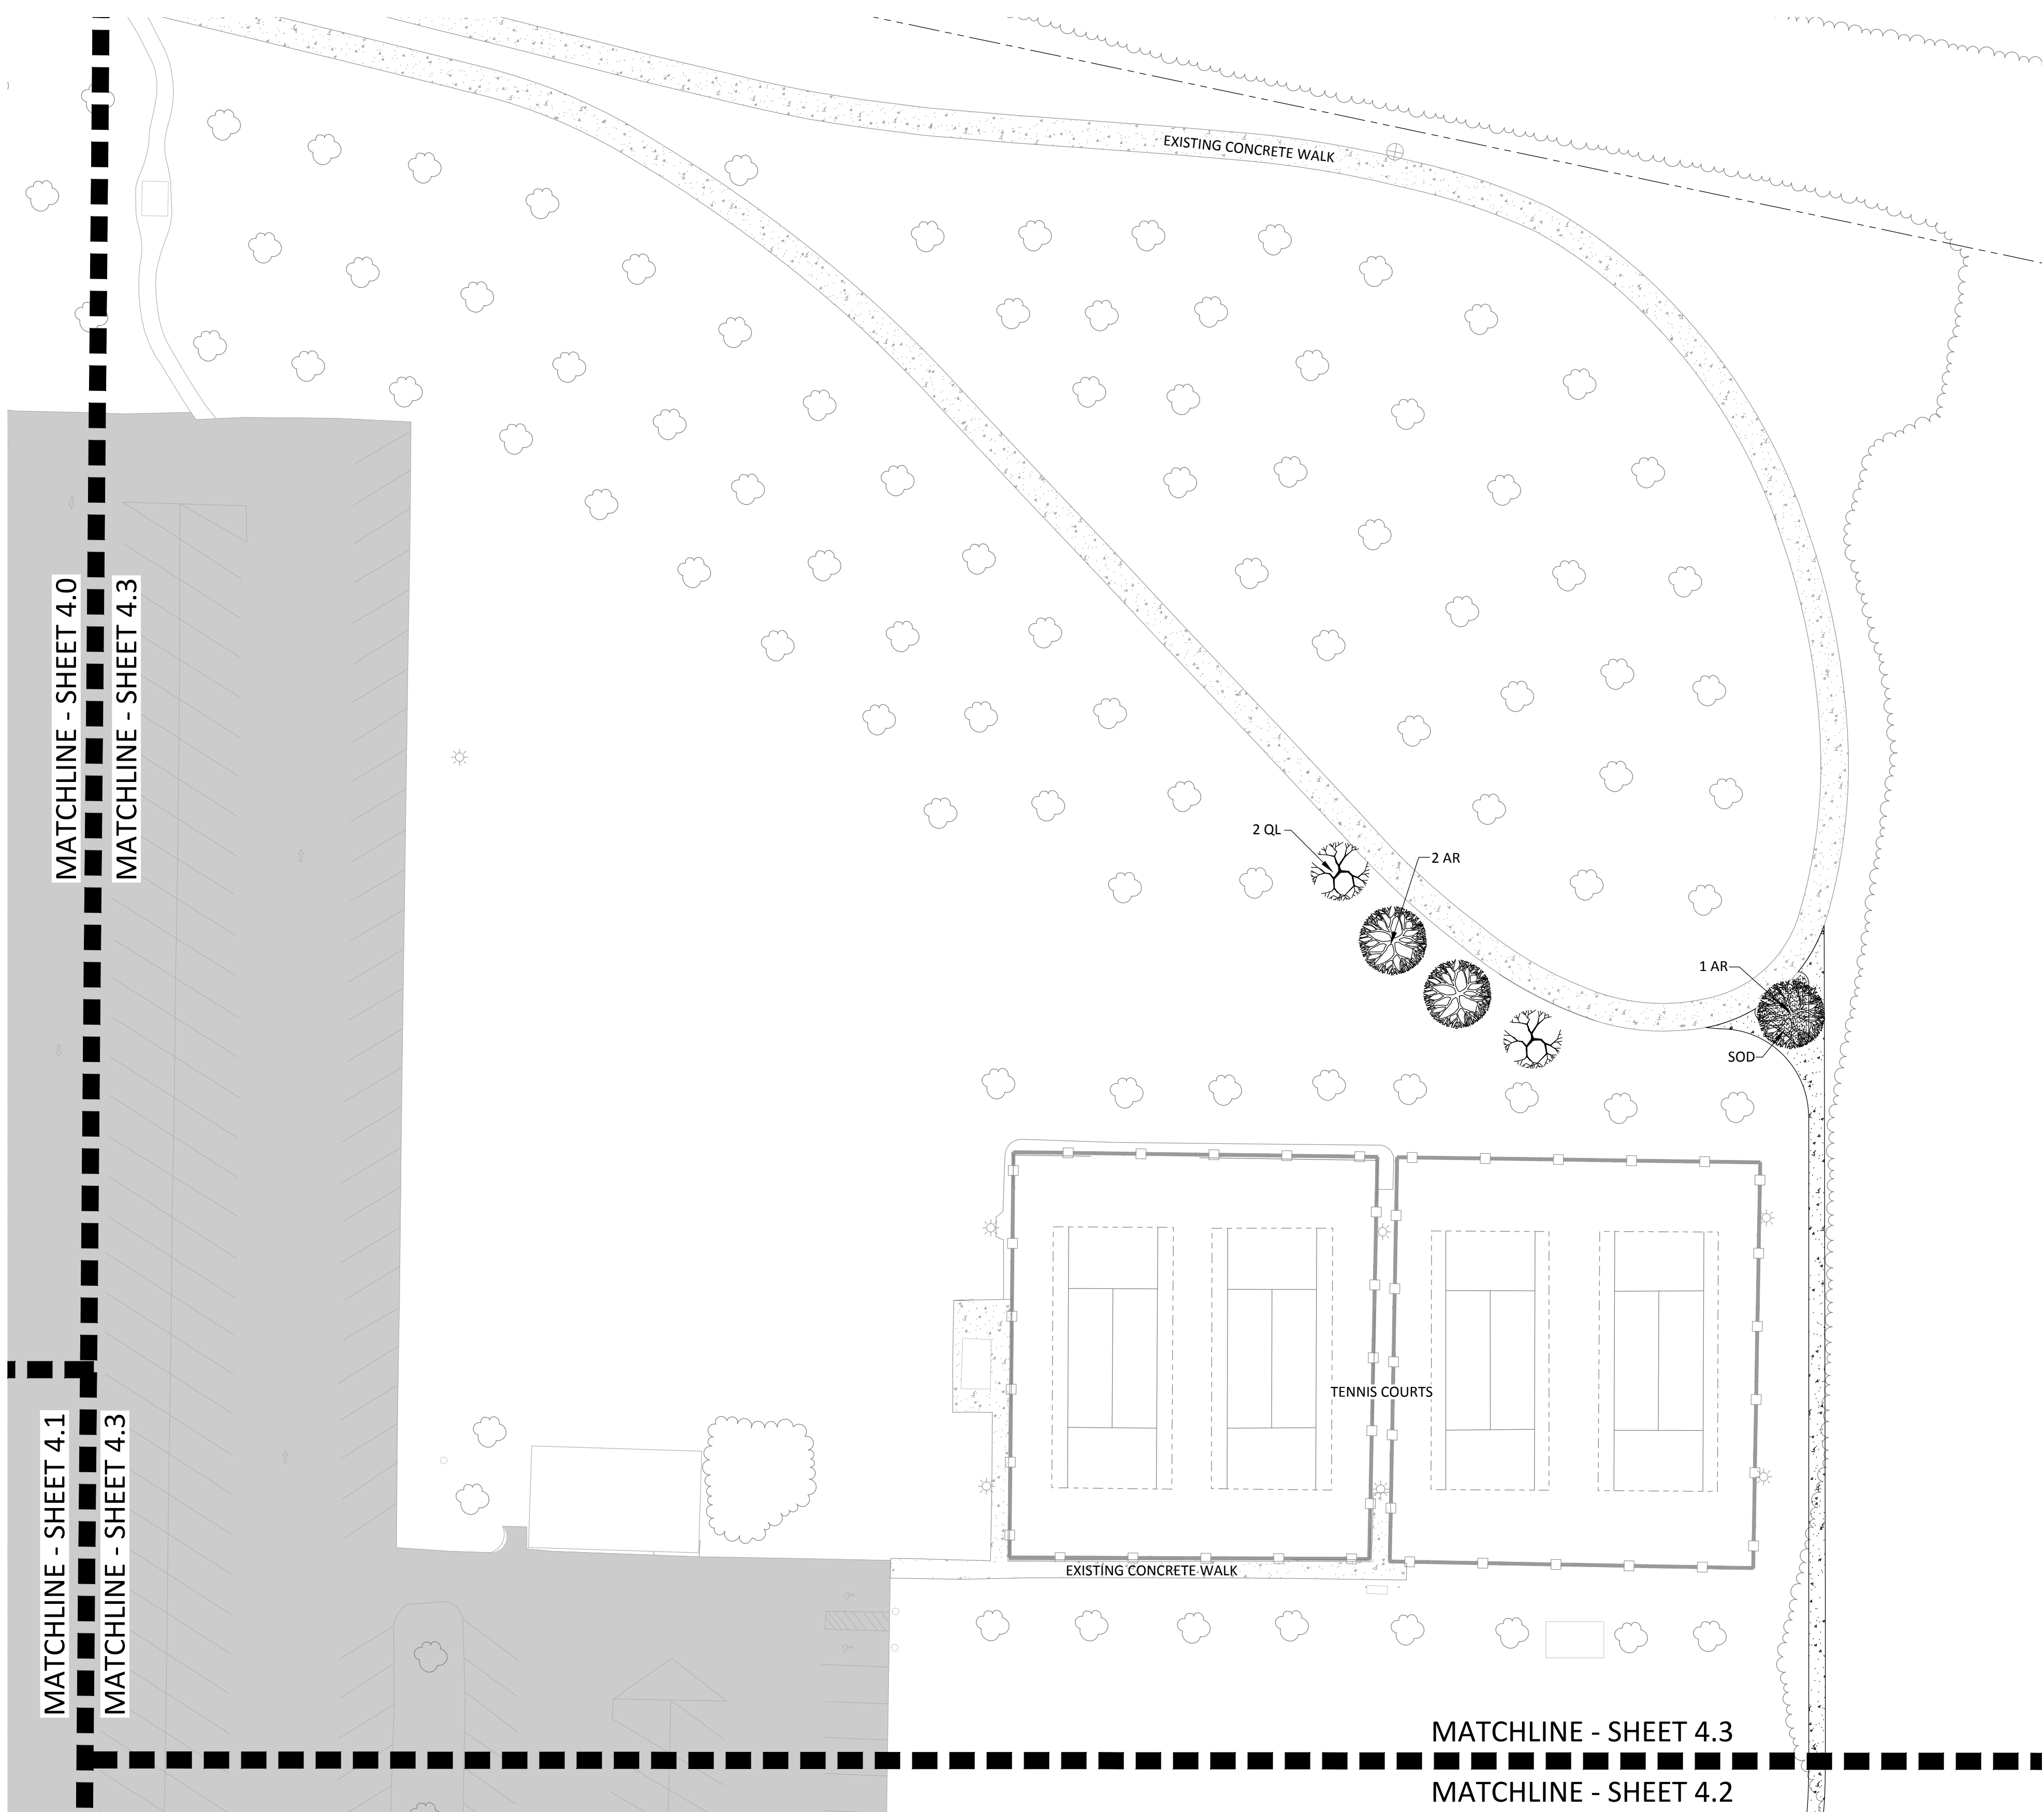 EXISTING CONCRETE WALK
MATCHLINE - SHEET 4.0
MATCHLINE - SHEET 4.3
2 QL
2 AR
1 AR
SOD
TENNIS COURTS
MATCHLINE - SHEET 4.1
MATCHLINE - SHEET 4.3
EXISTING CONCRETE WALK
MATCHLINE - SHEET 4.3
MATCHLINE - SHEET 4.2